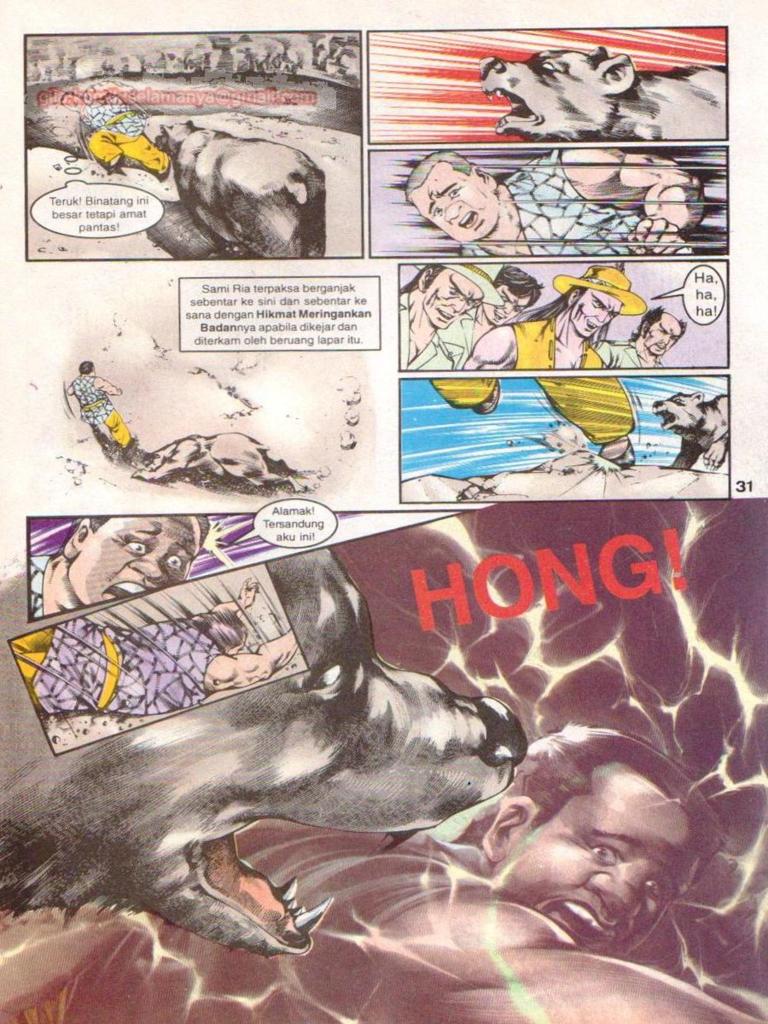 Teruk! Binatang ini
besar tetapi amat
pantas!
Sami Ria terpaksa berganjak
sebentar ke sini dan sebentar ke
sana dengan Hikmat Meringankan
Badannya apabila dikejar dan
diterkam oleh beruang lapar itu.
Ha,
ha,
ha!
31
Alamak!
Tersandung
aku ini!
HONG!